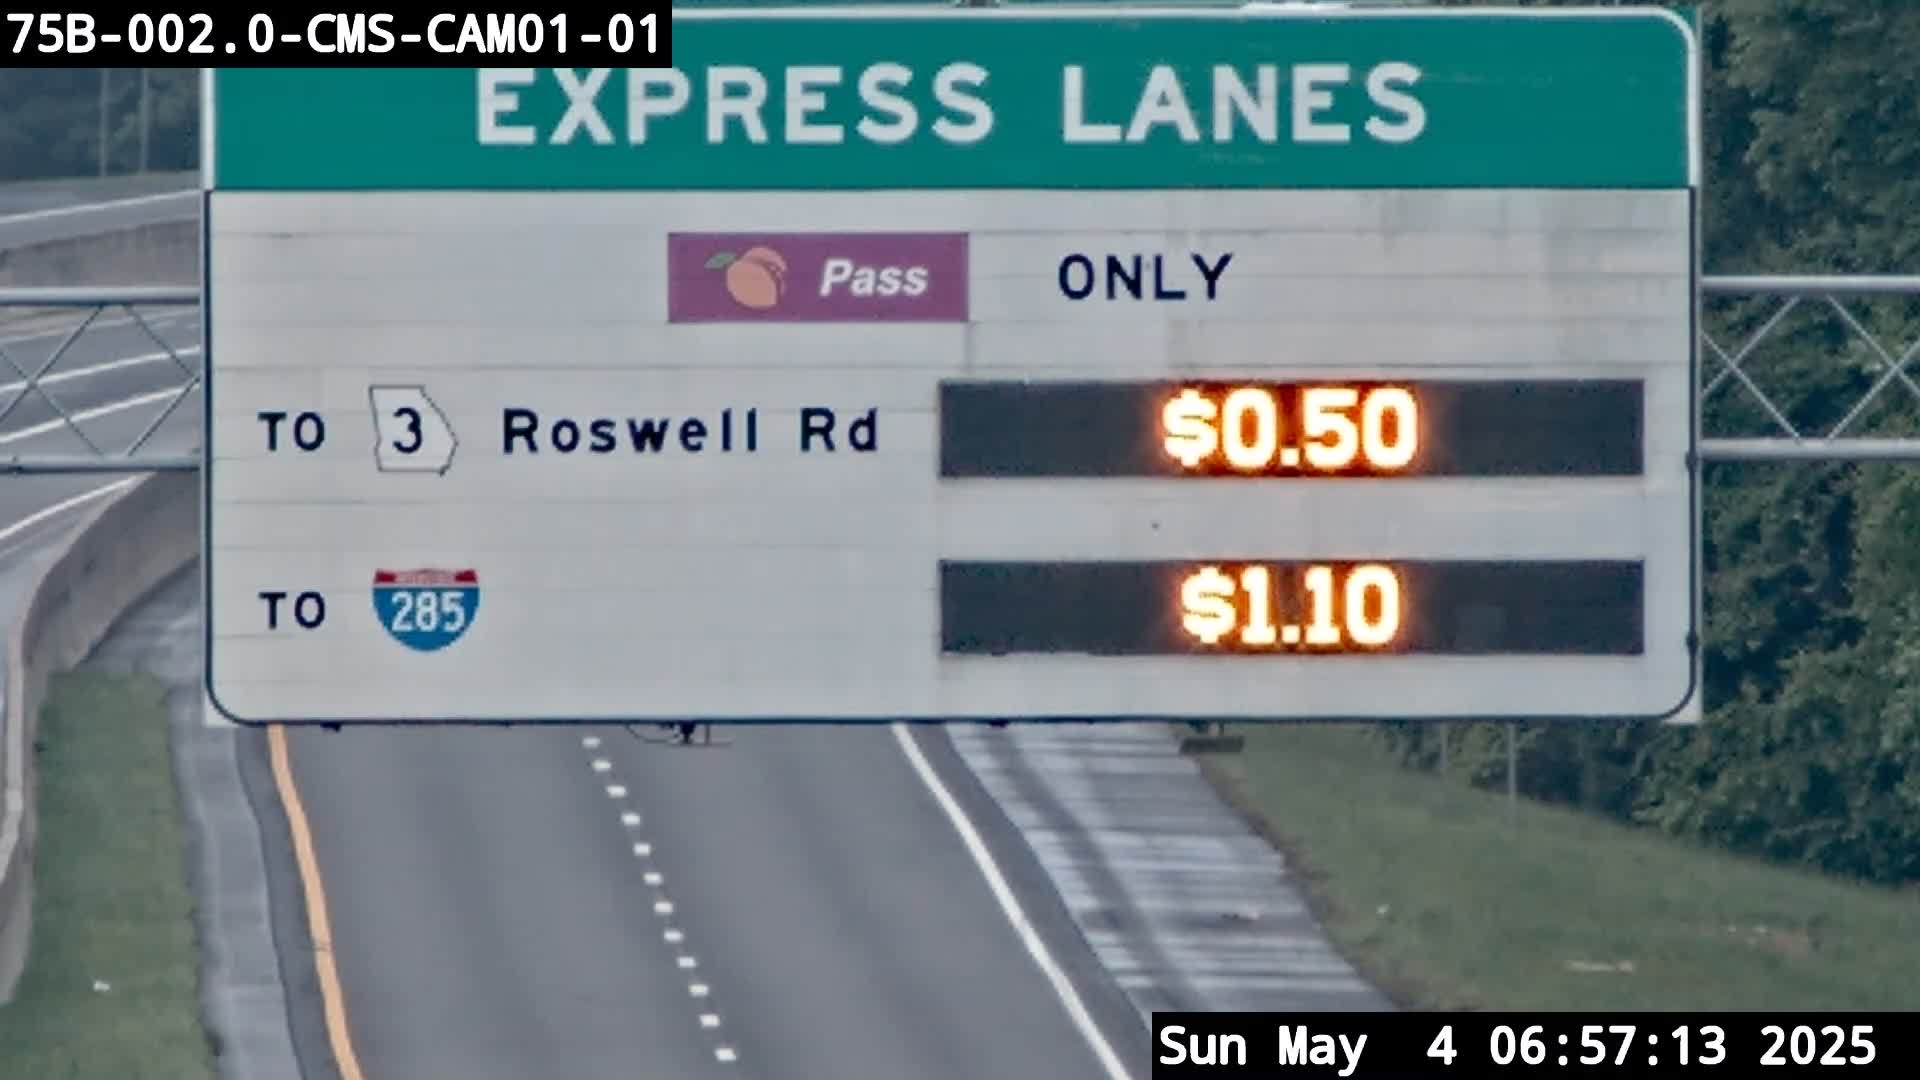 75B-002.0-CMS-CAM01-01
EXPRESS LANES
Pass ONLY
TO 3 Roswell Rd $0.50
TO 285 $1.10
Sun May 4 06:57:13 2025